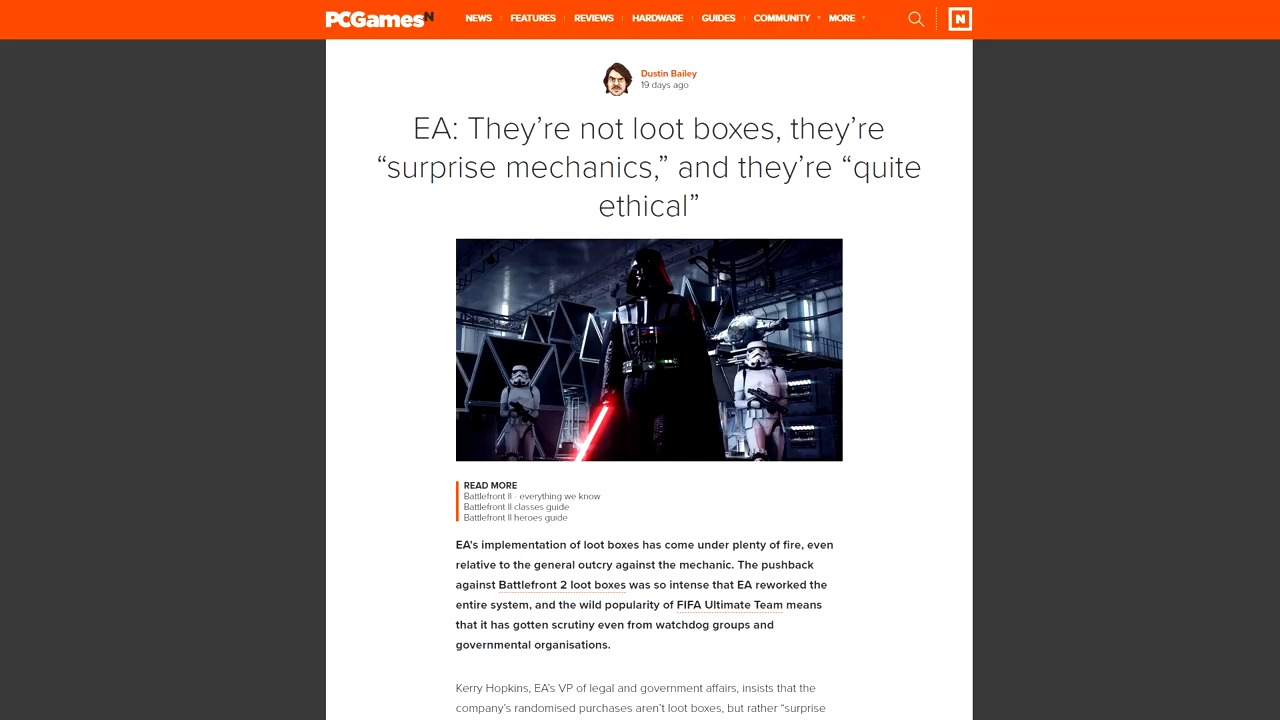 PCGamesN
NEWS FEATURES REVIEWS HARDWARE GUIDES COMMUNITY MORE
N
Dustin Bailey
19 days ago
EA: They’re not loot boxes, they’re
“surprise mechanics,” and they’re “quite
ethical”
READ MORE
Battlefront II - everything we know
Battlefront II classes guide
Battlefront II heroes guide
EA’s implementation of loot boxes has come under plenty of fire, even
relative to the general outcry against the mechanic. The pushback
against Battlefront 2 loot boxes was so intense that EA reworked the
entire system, and the wild popularity of FIFA Ultimate Team means
that it has gotten scrutiny even from watchdog groups and
governmental organisations.
Kerry Hopkins, EA’s VP of legal and government affairs, insists that the
company’s randomised purchases aren’t loot boxes, but rather “surprise